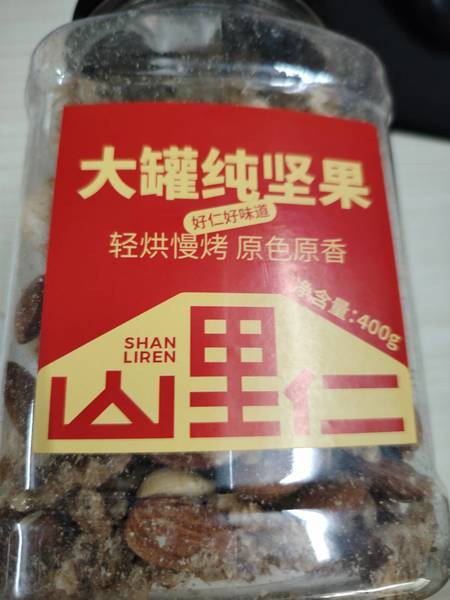 大罐纯坚果
好仁好味道
轻烘慢烤 原色原香
净含量：400g
SHAN
LIREN
山里仁